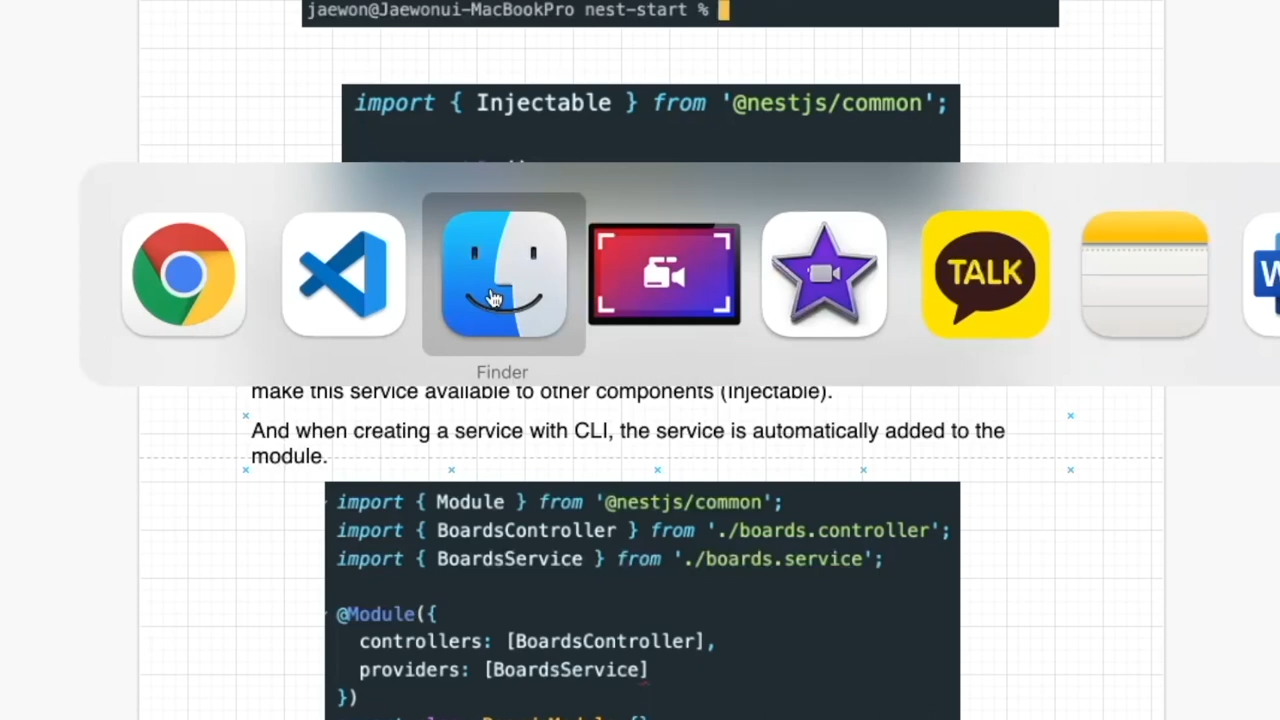 jaewon@Jaewonui-MacBookPro nest-start %
import { Injectable } from '@nestjs/common';
TALK
W
Finder
make this service available to other components (Injectable).
And when creating a service with CLI, the service is automatically added to the
module.
import { Module } from '@nestjs/common';
import { BoardsController } from './boards.controller';
import { BoardsService } from './boards.service';
@Module({
controllers: [BoardsController],
providers: [BoardsService]
})